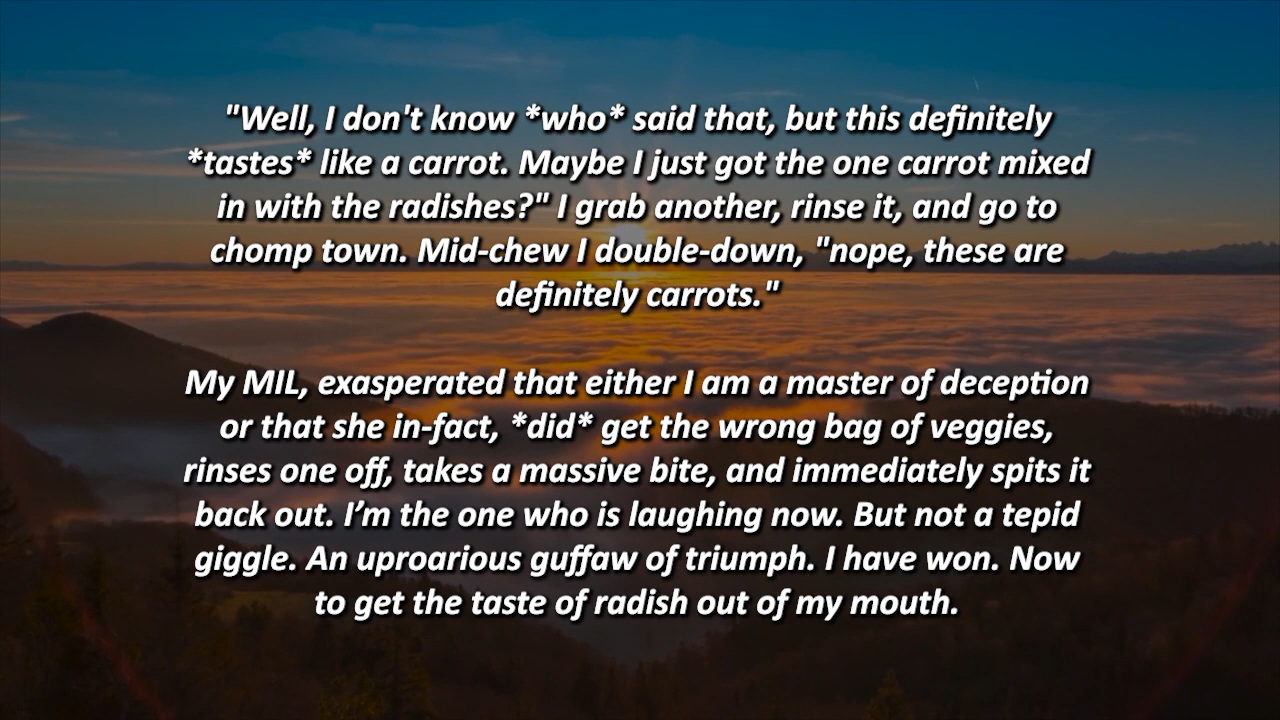 "Well, I don't know *who* said that, but this definitely
*tastes* like a carrot. Maybe I just got the one carrot mixed
in with the radishes?" I grab another, rinse it, and go to
chomp town. Mid-chew I double-down, "nope, these are
definitely carrots."
My MIL, exasperated that either I am a master of deception
or that she in-fact, *did* get the wrong bag of veggies,
rinses one off, takes a massive bite, and immediately spits it
back out. I’m the one who is laughing now. But not a tepid
giggle. An uproarious guffaw of triumph. I have won. Now
to get the taste of radish out of my mouth.